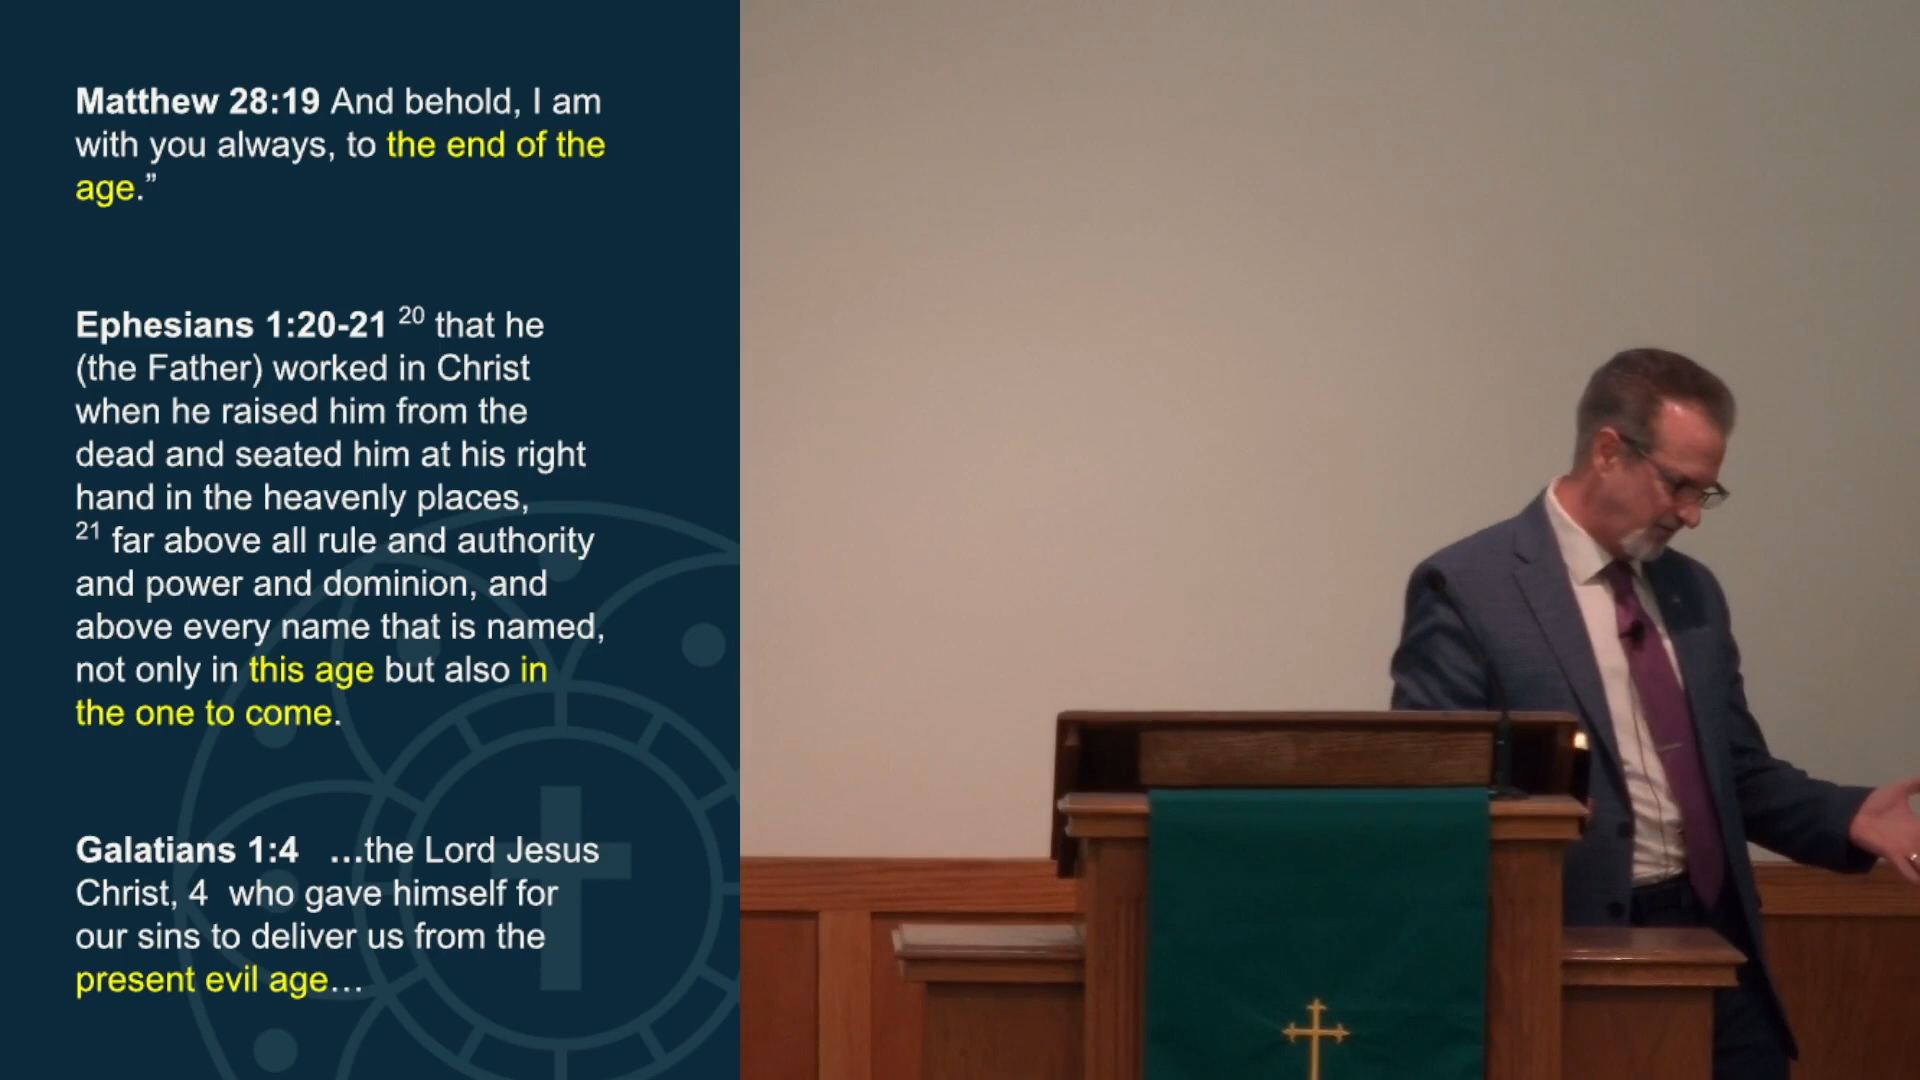 Matthew 28:19 And behold, I am
with you always, to the end of the
age.”
Ephesians 1:20-21 20 that he
(the Father) worked in Christ
when he raised him from the
dead and seated him at his right
hand in the heavenly places,
21 far above all rule and authority
and power and dominion, and
above every name that is named,
not only in this age but also in
the one to come.
Galatians 1:4 …the Lord Jesus
Christ, 4 who gave himself for
our sins to deliver us from the
present evil age…